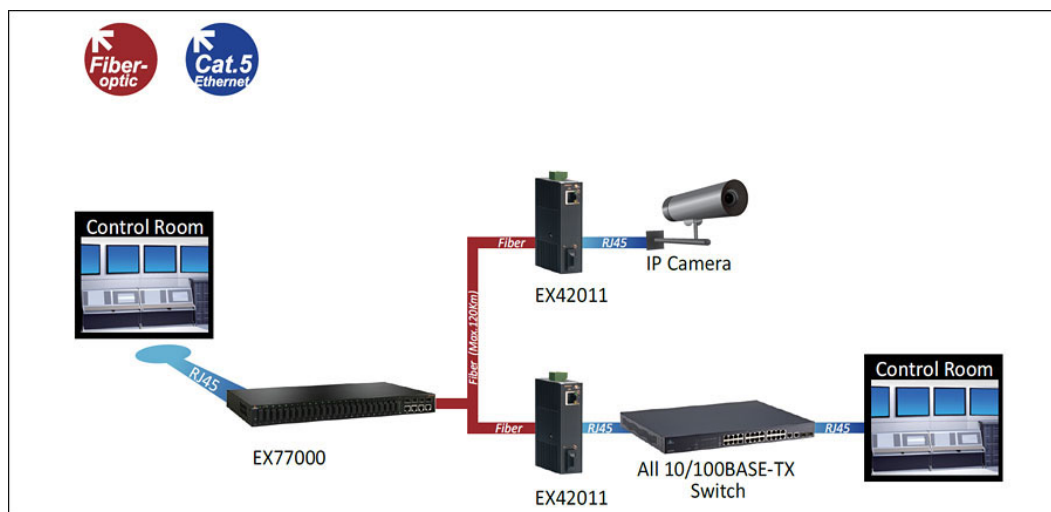 Fiber-
optic
Cat.5
Ethernet
Control Room
RJ45
EX77000
Fiber (Max.120Km)
Fiber
EX42011
RJ45
IP Camera
Fiber
EX42011
RJ45
All 10/100BASE-TX
Switch
RJ45
Control Room